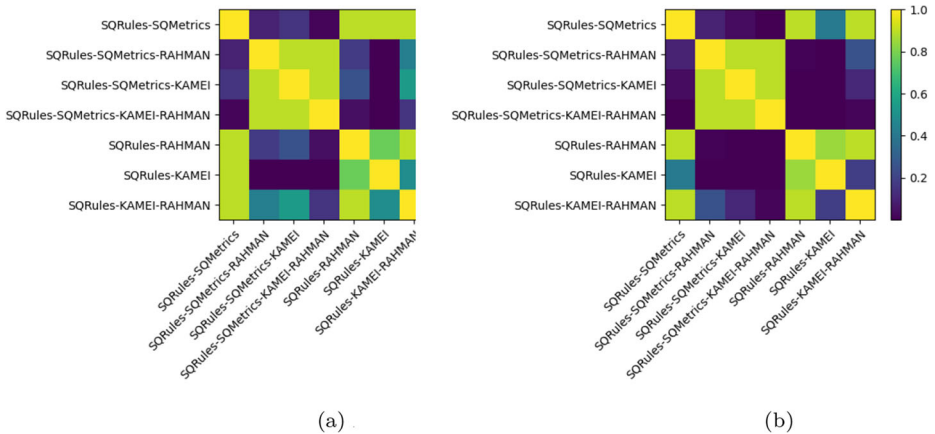 SQRules-SQMetrics
SQRules-SQMetrics-RAHMAN
SQRules-SQMetrics-KAMEI
SQRules-SQMetrics-KAMEI-RAHMAN
SQRules-RAHMAN
SQRules-KAMEI
SQRules-KAMEI-RAHMAN
SQRules-SQMetrics
SQRules-SQMetrics-RAHMAN
SQRules-SQMetrics-KAMEI
SQRules-SQMetrics-KAMEI-RAHMAN
SQRules-RAHMAN
SQRules-KAMEI
SQRules-KAMEI-RAHMAN
(a)
SQRules-SQMetrics
SQRules-SQMetrics-RAHMAN
SQRules-SQMetrics-KAMEI
SQRules-SQMetrics-KAMEI-RAHMAN
SQRules-RAHMAN
SQRules-KAMEI
SQRules-KAMEI-RAHMAN
1.0
0.8
0.6
0.4
0.2
SQRules-SQMetrics
SQRules-SQMetrics-RAHMAN
SQRules-SQMetrics-KAMEI
SQRules-SQMetrics-KAMEI-RAHMAN
SQRules-RAHMAN
SQRules-KAMEI
SQRules-KAMEI-RAHMAN
(b)